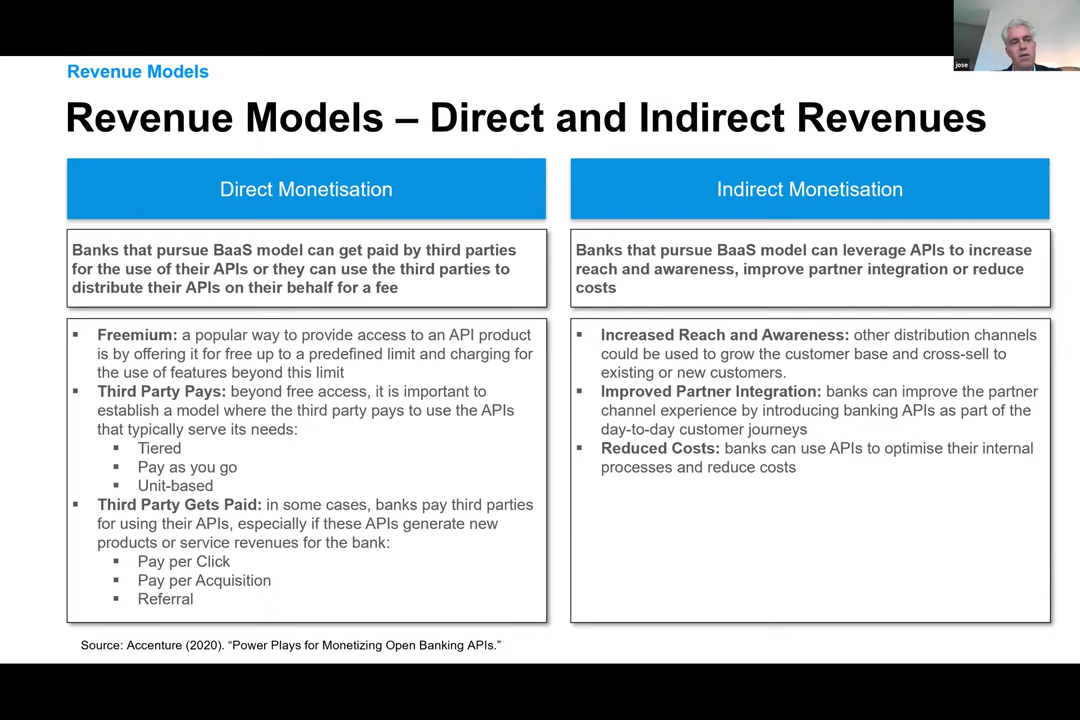 jose
Revenue Models
Revenue Models – Direct and Indirect Revenues
Direct Monetisation
Banks that pursue BaaS model can get paid by third parties
for the use of their APIs or they can use the third parties to
distribute their APIs on their behalf for a fee
▪ Freemium: a popular way to provide access to an API product
is by offering it for free up to a predefined limit and charging for
the use of features beyond this limit
▪ Third Party Pays: beyond free access, it is important to
establish a model where the third party pays to use the APIs
that typically serve its needs:
▪ Tiered
▪ Pay as you go
▪ Unit-based
▪ Third Party Gets Paid: in some cases, banks pay third parties
for using their APIs, especially if these APIs generate new
products or service revenues for the bank:
▪ Pay per Click
▪ Pay per Acquisition
▪ Referral
Indirect Monetisation
Banks that pursue BaaS model can leverage APIs to increase
reach and awareness, improve partner integration or reduce
costs
▪ Increased Reach and Awareness: other distribution channels
could be used to grow the customer base and cross-sell to
existing or new customers.
▪ Improved Partner Integration: banks can improve the partner
channel experience by introducing banking APIs as part of the
day-to-day customer journeys
▪ Reduced Costs: banks can use APIs to optimise their internal
processes and reduce costs
Source: Accenture (2020). “Power Plays for Monetizing Open Banking APIs.”